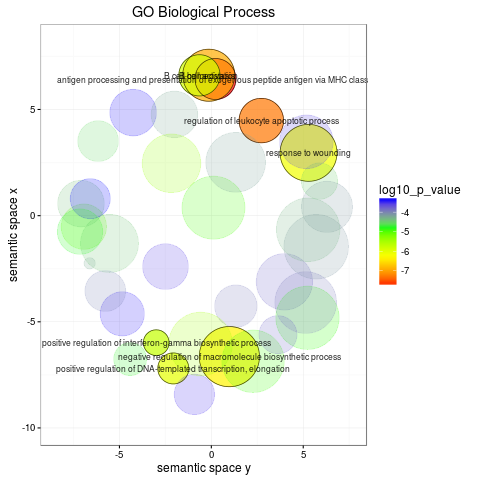 GO Biological Process
B cell activation
antigen processing and presentation of exogenous peptide antigen via MHC class
regulation of leukocyte apoptotic process
response to wounding
positive regulation of interferon-gamma biosynthetic process
negative regulation of macromolecule biosynthetic process
positive regulation of DNA-templated transcription, elongation
5
0
-5
-10
-5
0
5
semantic space x
semantic space y
log10_p_value
-4
-5
-6
-7